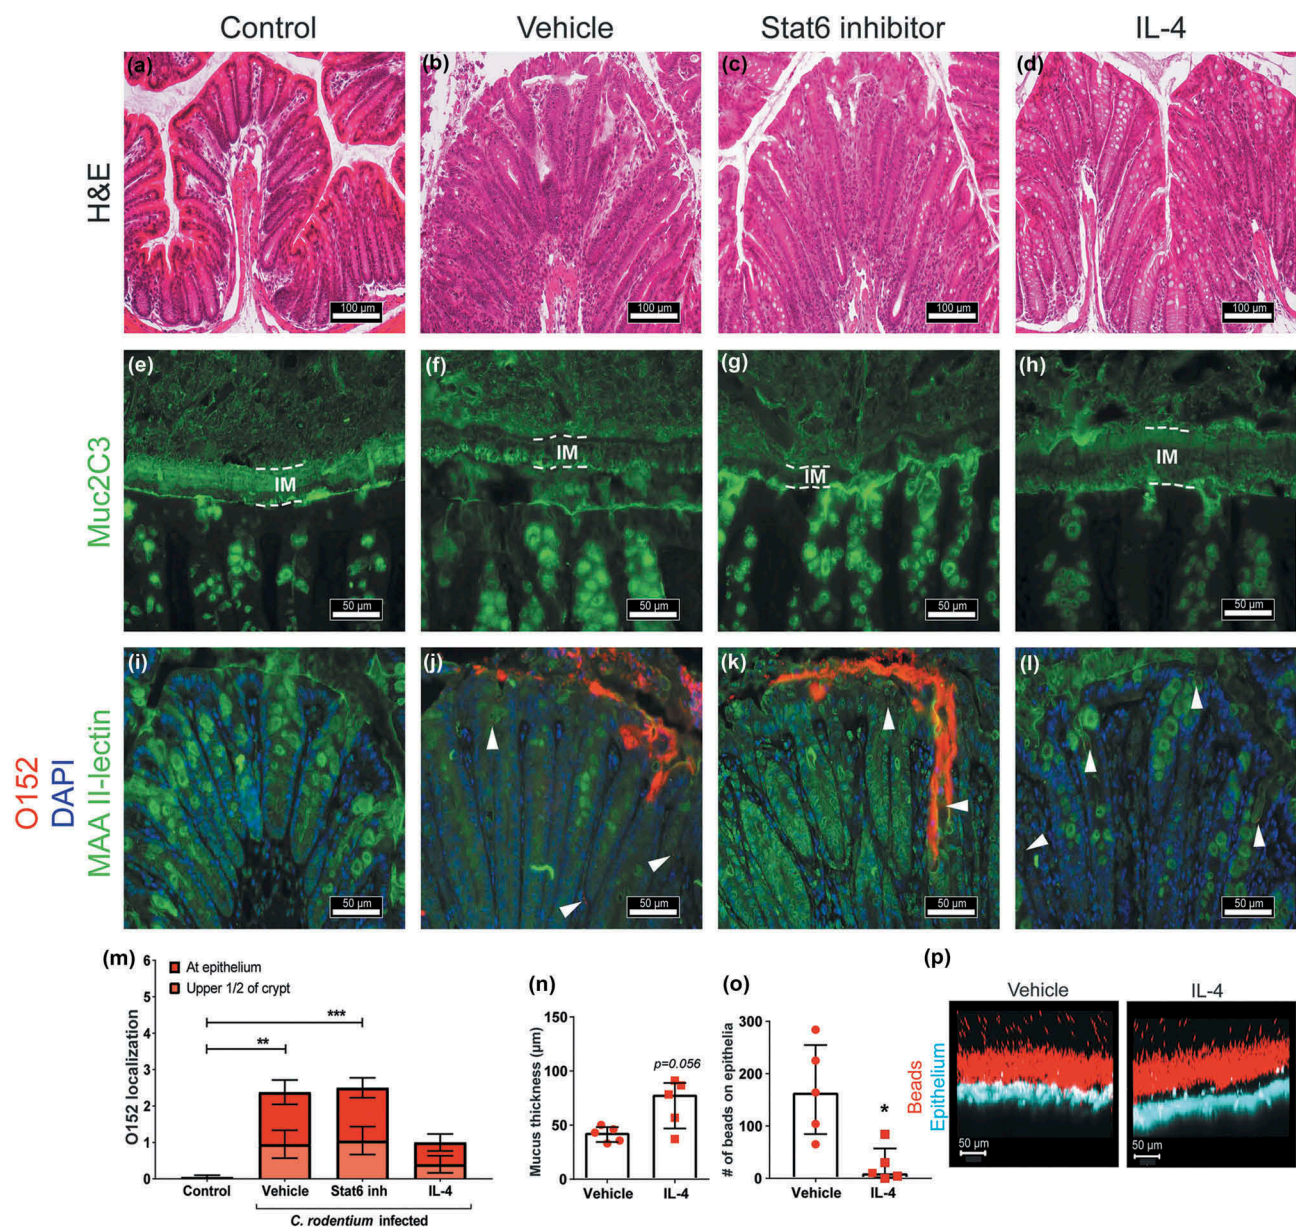 Control Vehicle Stat6 inhibitor IL-4
H&E
(a) (b) (c) (d)
100 µm 100 µm 100 µm 100 µm
Muc2C3
(e) (f) (g) (h)
IM IM IM IM
50 µm 50 µm 50 µm 50 µm
O152
DAPI
MAA II-lectin
(i) (j) (k) (l)
50 µm 50 µm 50 µm 50 µm
(m)
O152 localization
6
5
4
3
2
1
0
At epithelium
Upper 1/2 of crypt
***
**
Control Vehicle Stat6 inh IL-4
C. rodentium infected
(n)
Mucus thickness (µm)
150
100
50
0
p=0.056
Vehicle IL-4
(o)
# of beads on epithelia
300
200
100
0
*
Vehicle IL-4
(p)
Vehicle IL-4
Beads
Epithelium
50 µm 50 µm